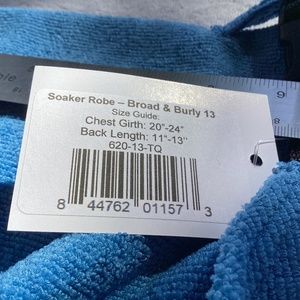 Soaker Robe – Broad & Burly 13
Size Guide:
Chest Girth: 20"-24"
Back Length: 11"-13"
620-13-TQ
8 44762 01157 3